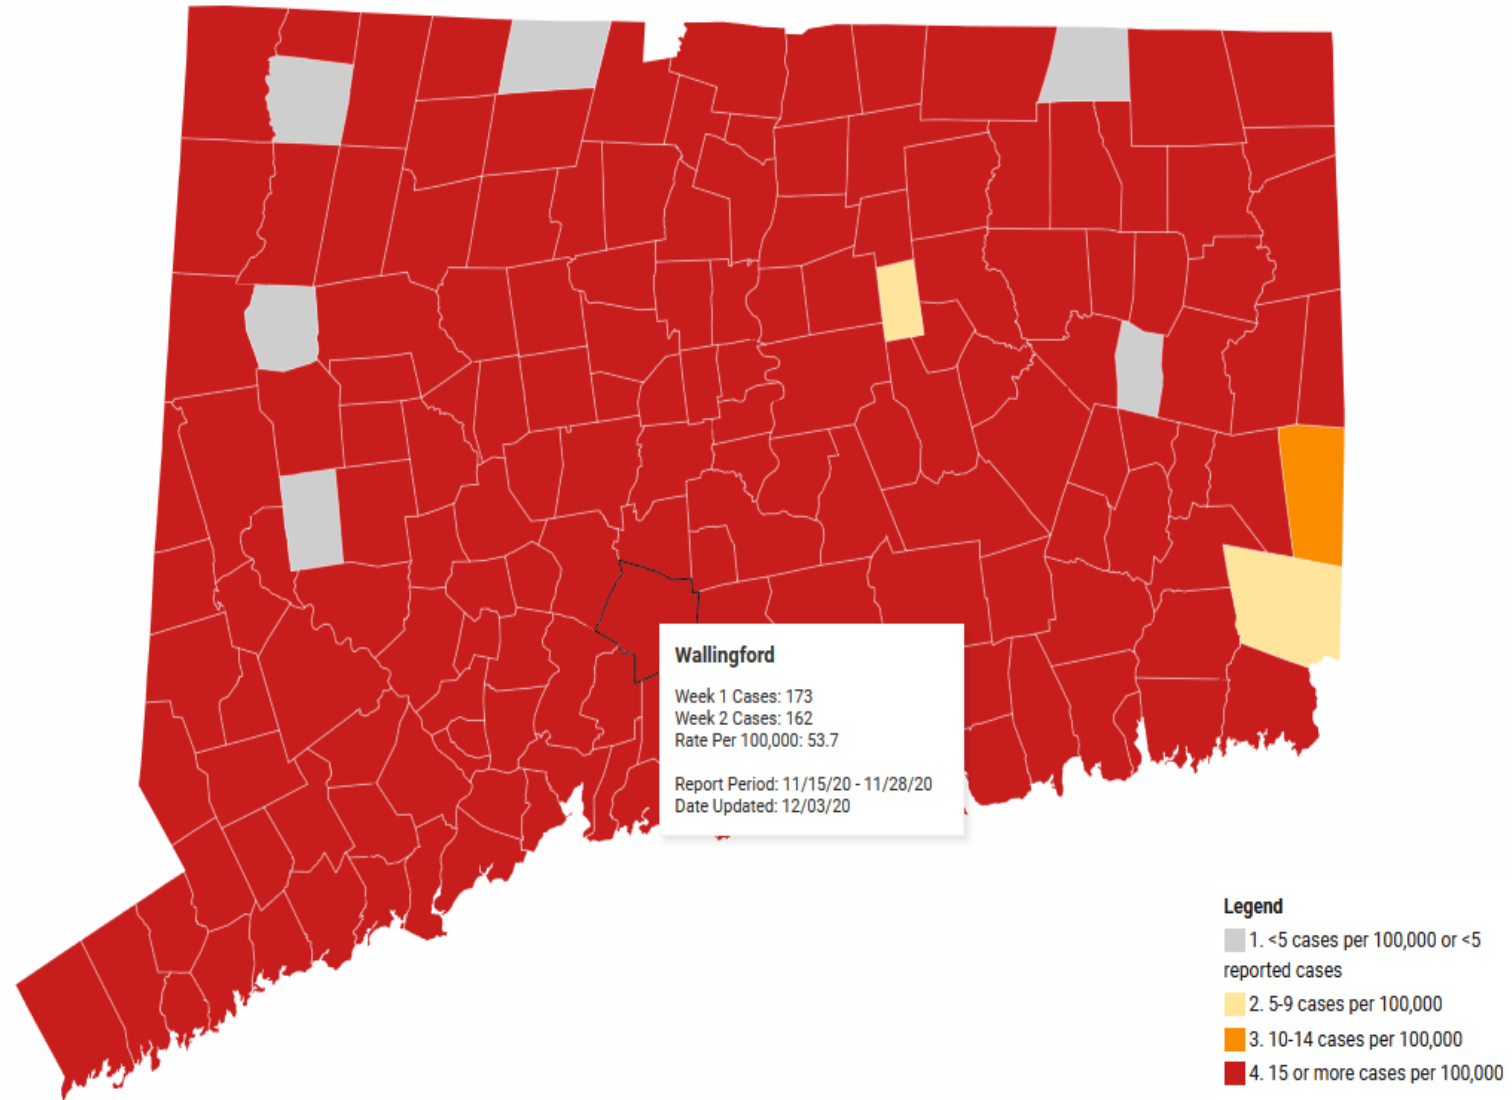 Wallingford
Week 1 Cases: 173
Week 2 Cases: 162
Rate Per 100,000: 53.7
Report Period: 11/15/20 - 11/28/20
Date Updated: 12/03/20
Legend
1. <5 cases per 100,000 or <5
reported cases
2. 5-9 cases per 100,000
3. 10-14 cases per 100,000
4. 15 or more cases per 100,000